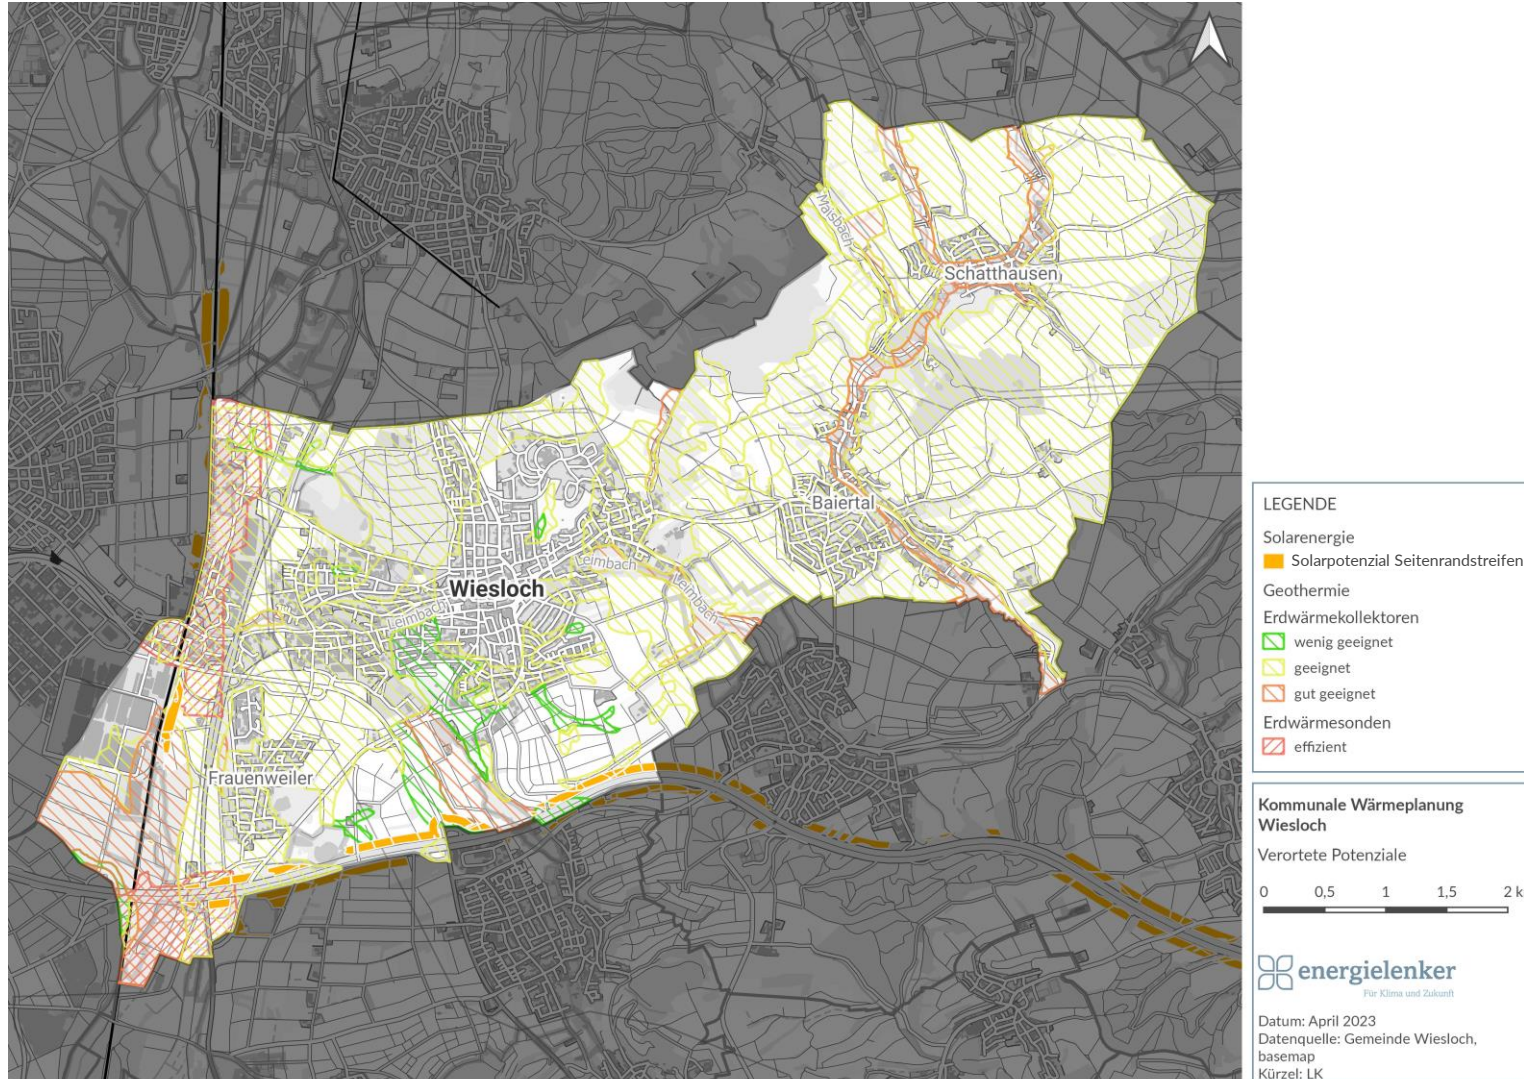 Maisbach
Schatthausen
Baiertal
Leimbach
Leimbach
Wiesloch
Leimbach
Frauenweiler
LEGENDE
Solarenergie
Solarpotenzial Seitenrandstreifen
Geothermie
Erdwärmekollektoren
wenig geeignet
geeignet
gut geeignet
Erdwärmesonden
effizient
Kommunale Wärmeplanung
Wiesloch
Verortete Potenziale
0 0,5 1 1,5 2 k
energielenker
Für Klima und Zukunft
Datum: April 2023
Datenquelle: Gemeinde Wiesloch,
basemap
Kürzel: LK